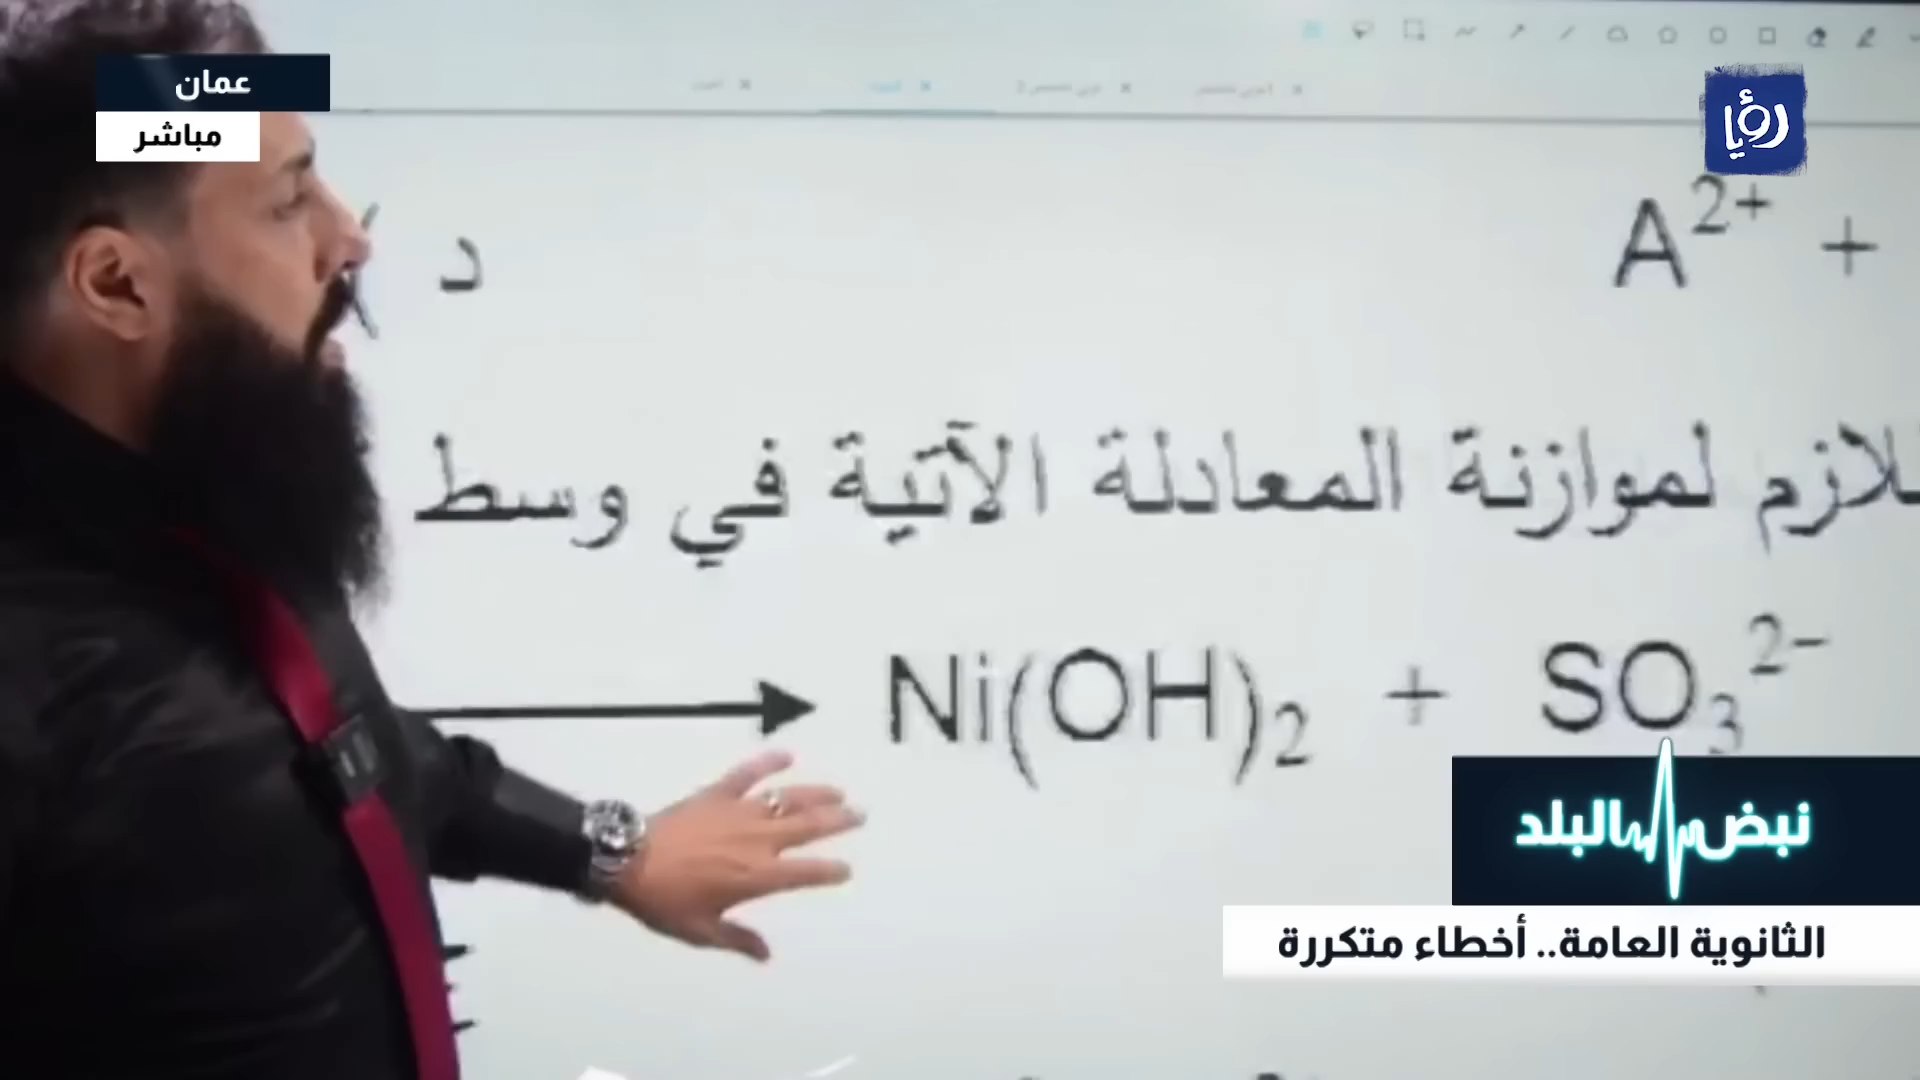 عمان
مباشر
رؤيا
A²⁺ +
د
للازم لموازنة المعادلة الآتية في وسط
Ni(OH)₂ + SO₃²⁻
نبض البلد
الثانوية العامة.. أخطاء متكررة